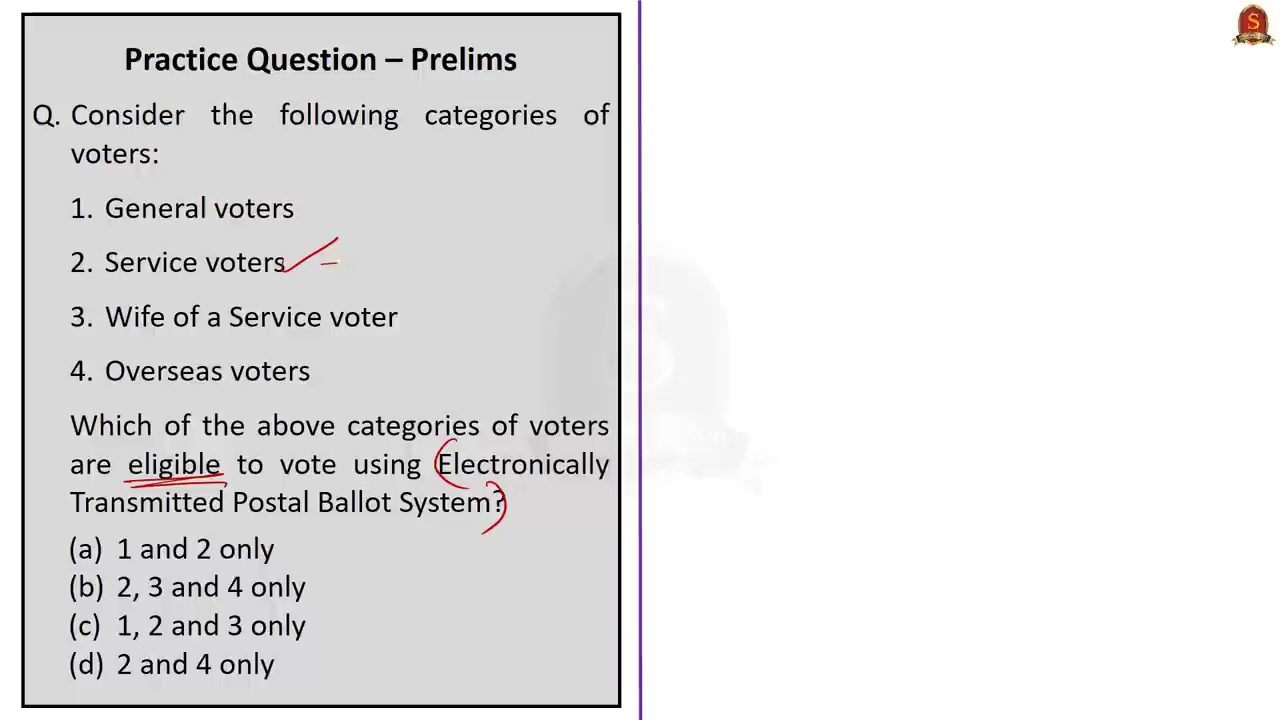 Practice Question – Prelims
Q. Consider the following categories of
voters:
1. General voters
2. Service voters
3. Wife of a Service voter
4. Overseas voters
Which of the above categories of voters
are eligible to vote using Electronically
Transmitted Postal Ballot System?
(a) 1 and 2 only
(b) 2, 3 and 4 only
(c) 1, 2 and 3 only
(d) 2 and 4 only
S